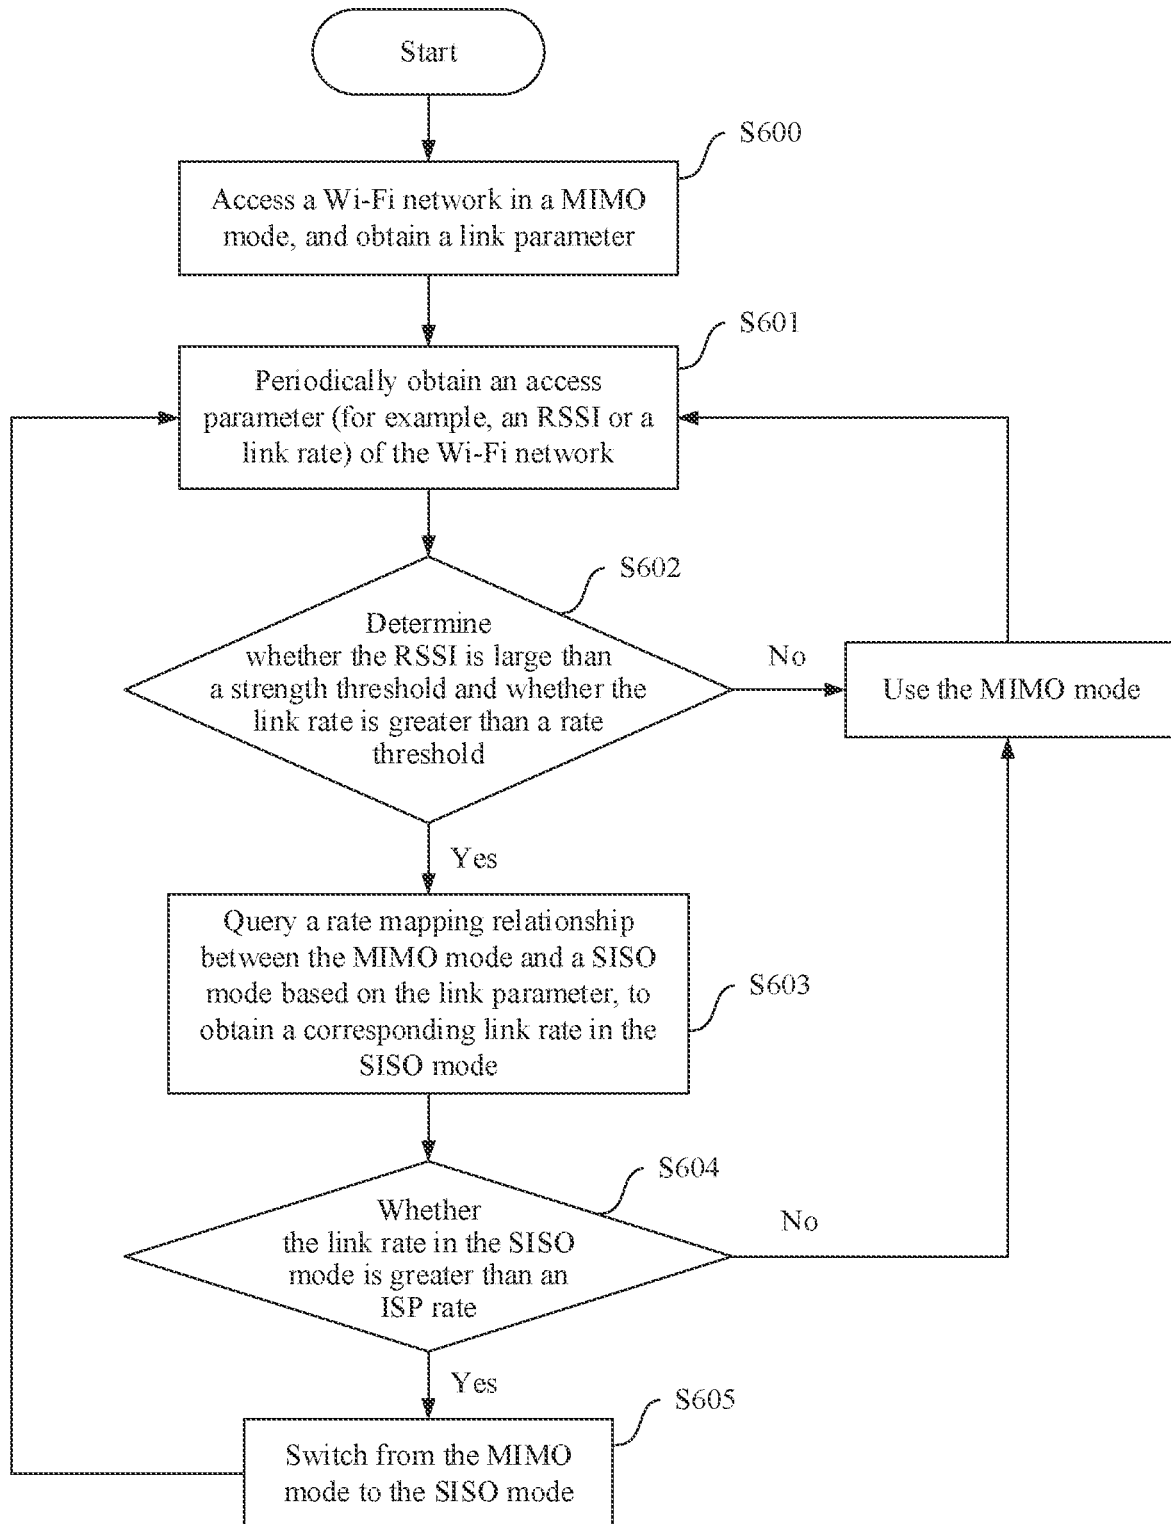 Start
S600
Access a Wi-Fi network in a MIMO
mode, and obtain a link parameter
S601
Periodically obtain an access
parameter (for example, an RSSI or a
link rate) of the Wi-Fi network
S602
Determine
whether the RSSI is large than
a strength threshold and whether the
link rate is greater than a rate
threshold
No
Use the MIMO mode
Yes
Query a rate mapping relationship
between the MIMO mode and a SISO
mode based on the link parameter, to
obtain a corresponding link rate in the
SISO mode
S603
S604
Whether
the link rate in the SISO
mode is greater than an
ISP rate
No
Yes
S605
Switch from the MIMO
mode to the SISO mode